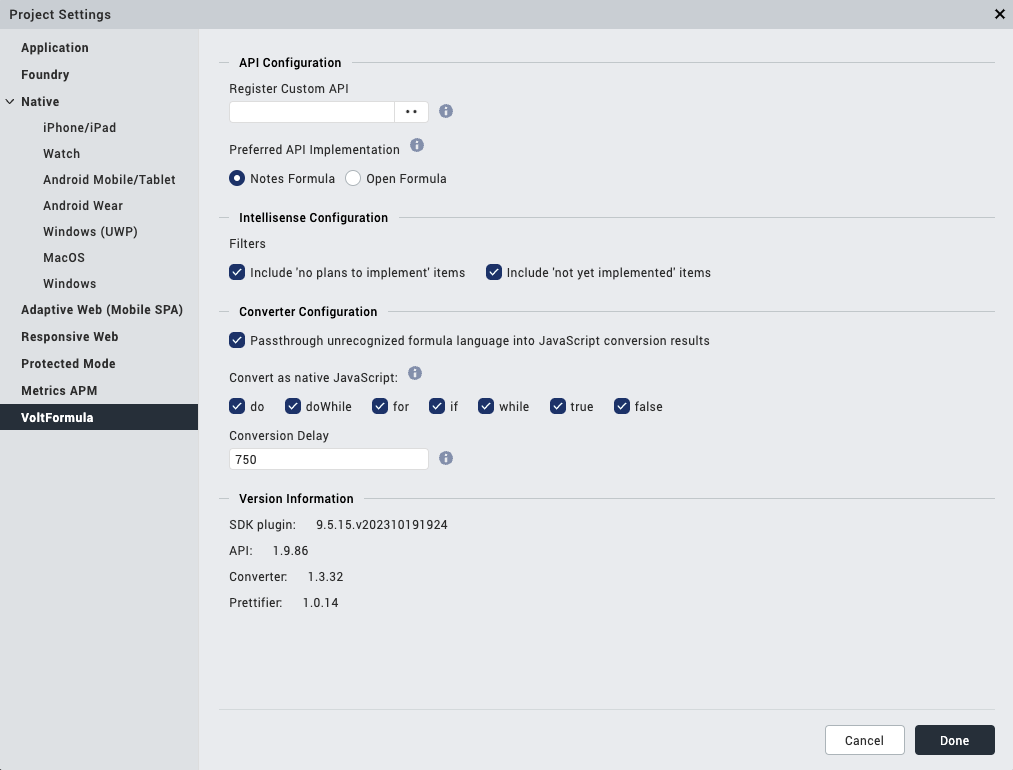 Project Settings
Application
Foundry
Native
iPhone/iPad
Watch
Android Mobile/Tablet
Android Wear
Windows (UWP)
MacOS
Windows
Adaptive Web (Mobile SPA)
Responsive Web
Protected Mode
Metrics APM
VoltFormula
API Configuration
Register Custom API
Preferred API Implementation
Notes Formula Open Formula
Intellisense Configuration
Filters
Include 'no plans to implement' items Include 'not yet implemented' items
Converter Configuration
Passthrough unrecognized formula language into JavaScript conversion results
Convert as native JavaScript:
do doWhile for if while true false
Conversion Delay
750
Version Information
SDK plugin: 9.5.15.v202310191924
API: 1.9.86
Converter: 1.3.32
Prettifier: 1.0.14
Cancel Done